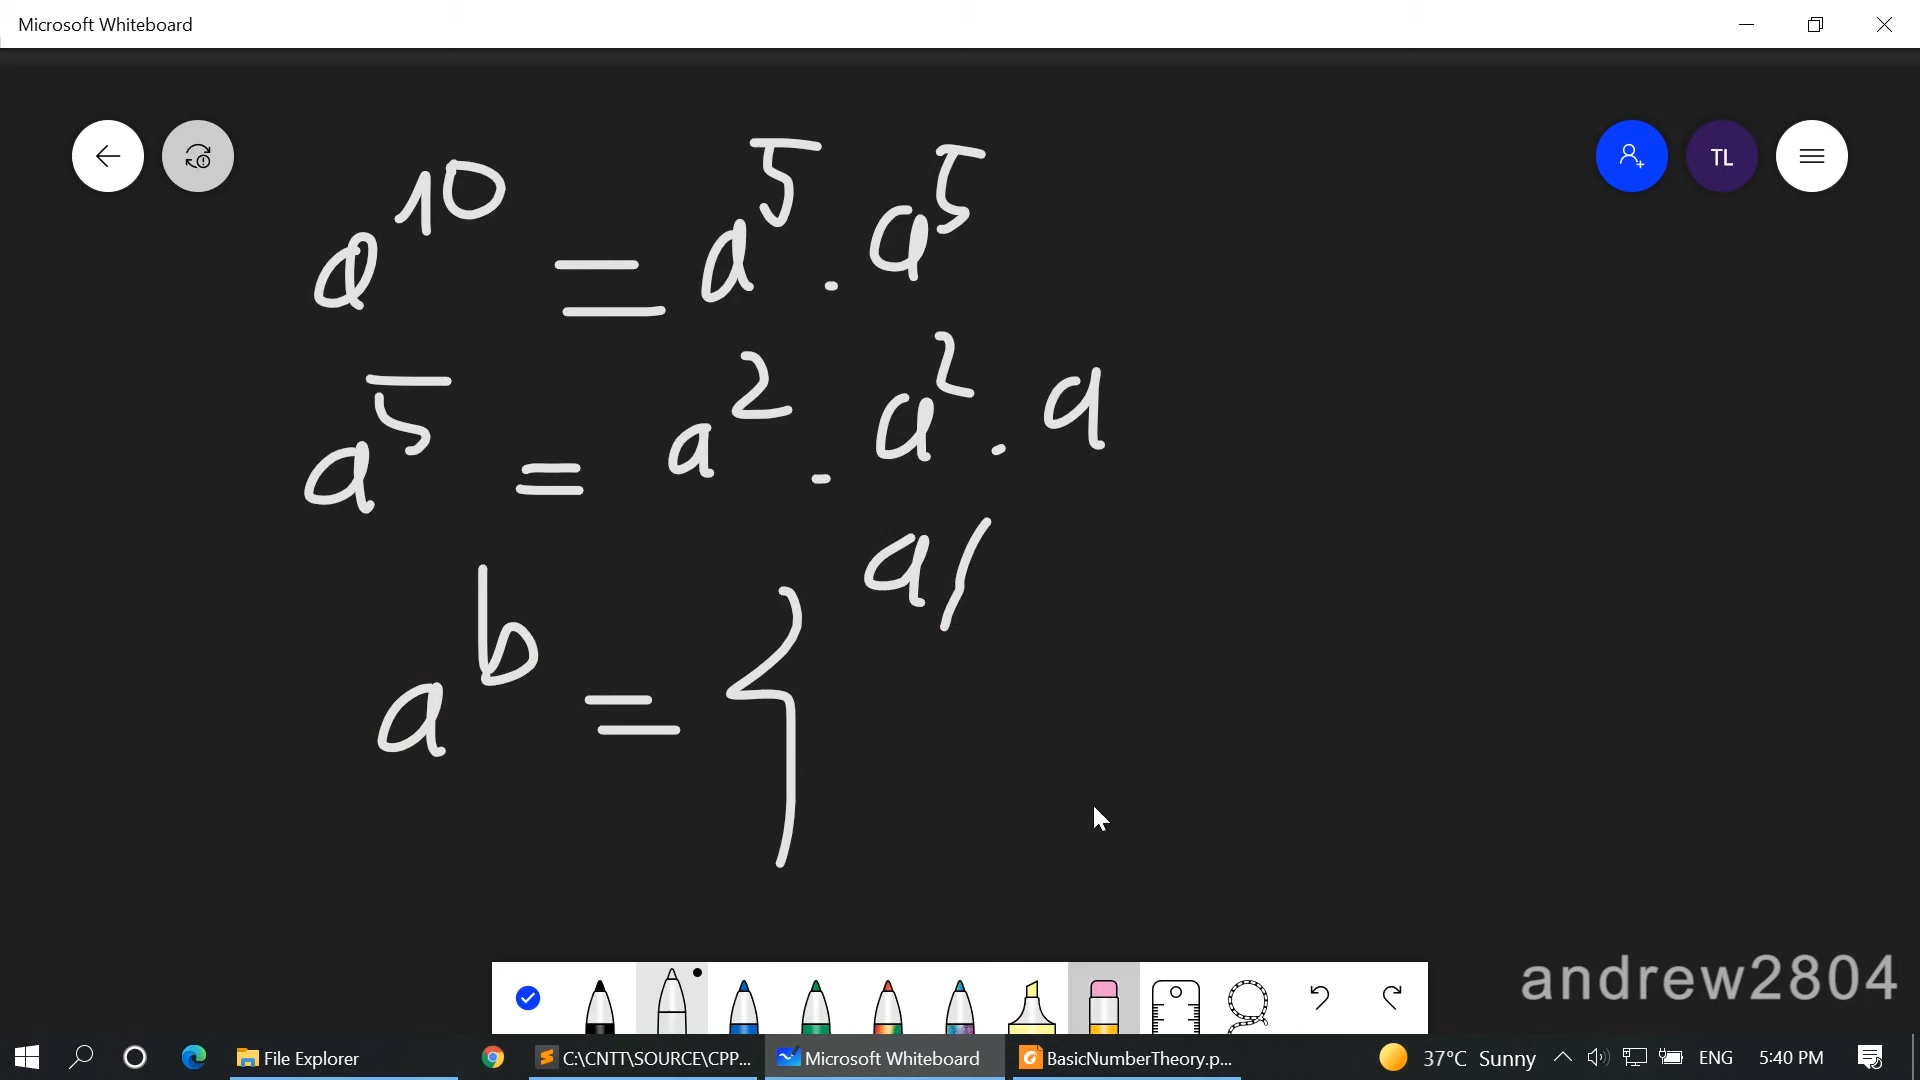 Microsoft Whiteboard
TL
a^10 = a^5 . a^5
a^5 = a^2 . a^2 . a
a/
a^b = {
andrew2804
File Explorer
C:\CNTT\SOURCE\CPP...
Microsoft Whiteboard
BasicNumberTheory.p...
37°C Sunny
ENG
5:40 PM